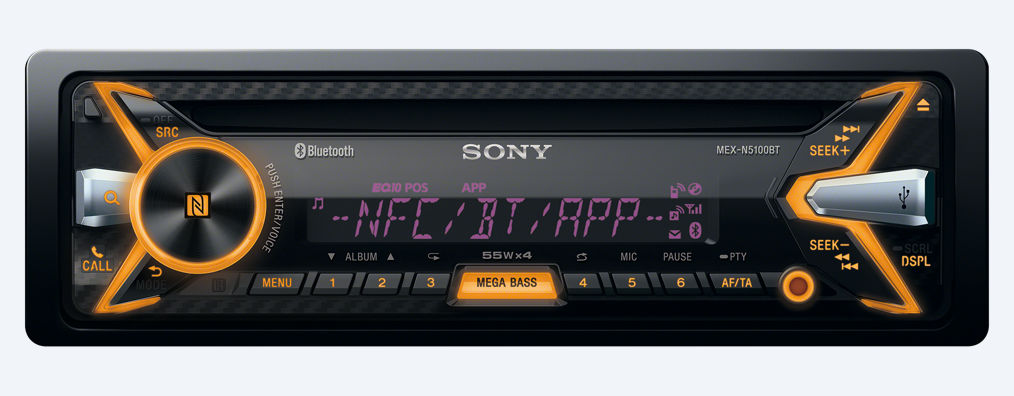 OFF
SRC
Bluetooth
SONY
MEX-N5100BT
SEEK+
PUSH ENTER/VOICE
EQ10 POS APP
-NFC/BT/APP-
CALL
MODE
SEEK−
SCRL
DSPL
ALBUM
55W×4
MIC
PAUSE
PTY
MENU
1
2
3
MEGA BASS
4
5
6
AF/TA